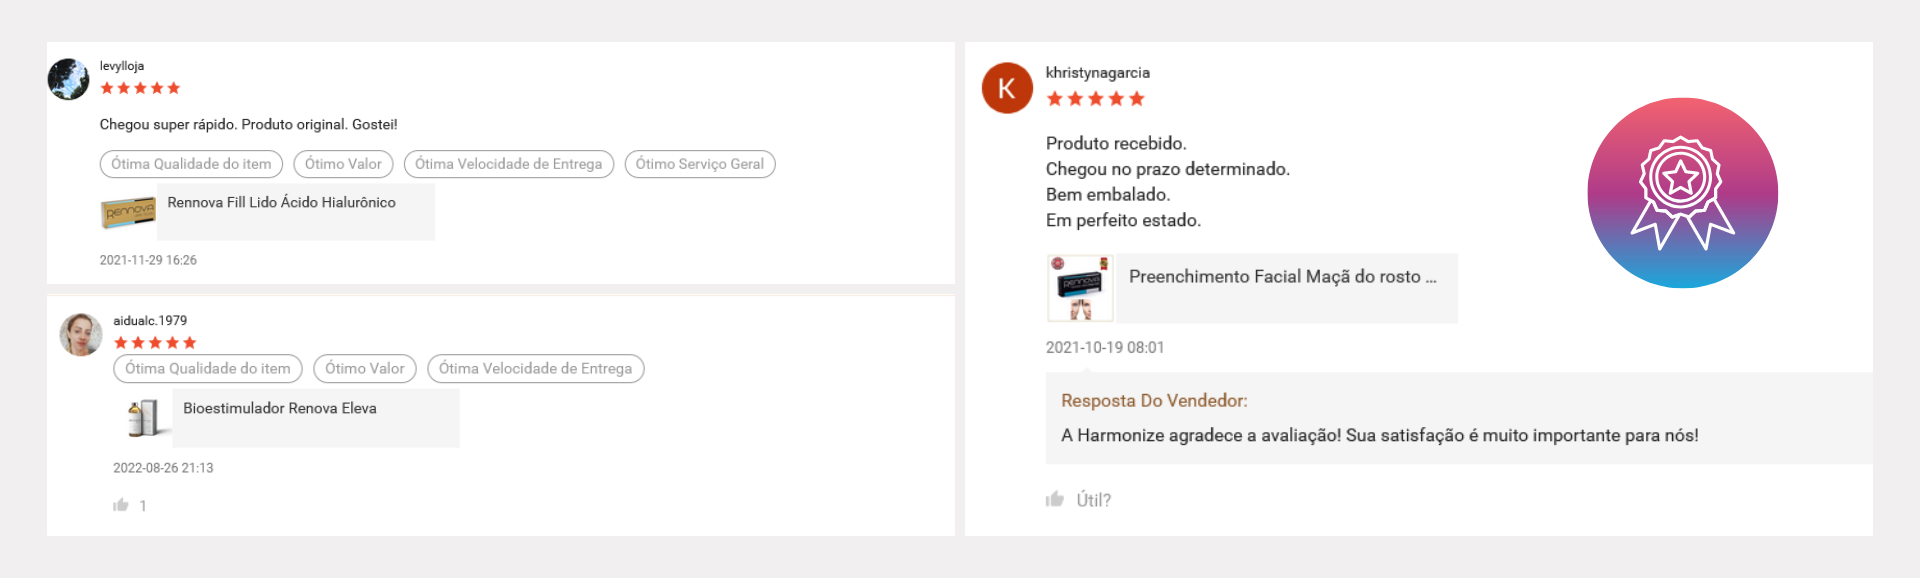 levylloja
Chegou super rápido. Produto original. Gostei!
Ótima Qualidade do item
Ótimo Valor
Ótima Velocidade de Entrega
Ótimo Serviço Geral
RENNOVA
Rennova Fill Lido Ácido Hialurônico
2021-11-29 16:26
aidualc.1979
Ótima Qualidade do item
Ótimo Valor
Ótima Velocidade de Entrega
Bioestimulador Renova Eleva
2022-08-26 21:13
1
K
khristynagarcia
Produto recebido.
Chegou no prazo determinado.
Bem embalado.
Em perfeito estado.
RENNOVA
Preenchimento Facial Maçã do rosto ...
2021-10-19 08:01
Resposta Do Vendedor:
A Harmonize agradece a avaliação! Sua satisfação é muito importante para nós!
Útil?